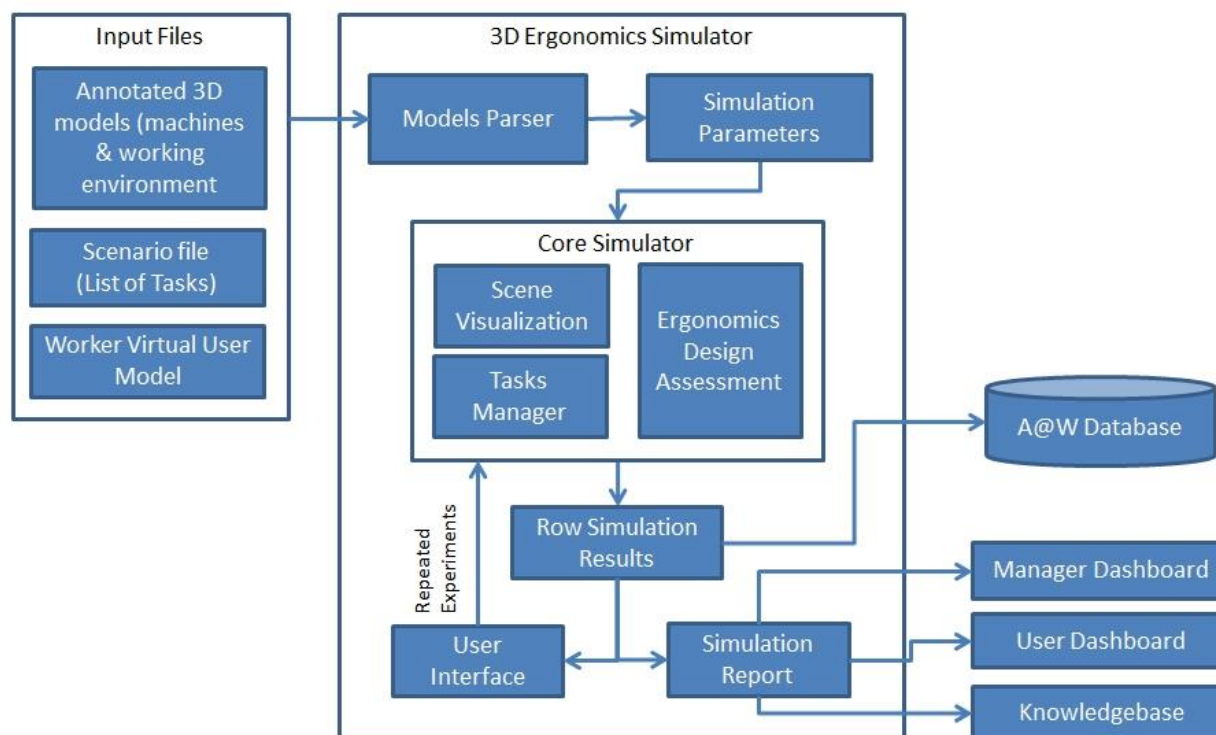 Input Files
Annotated 3D
models (machines
& working
environment
Scenario file
(List of Tasks)
Worker Virtual User
Model
3D Ergonomics Simulator
Models Parser
Simulation
Parameters
Core Simulator
Scene
Visualization
Tasks
Manager
Ergonomics
Design
Assessment
Row Simulation
Results
Repeated
Experiments
User
Interface
Simulation
Report
A@W Database
Manager Dashboard
User Dashboard
Knowledgebase